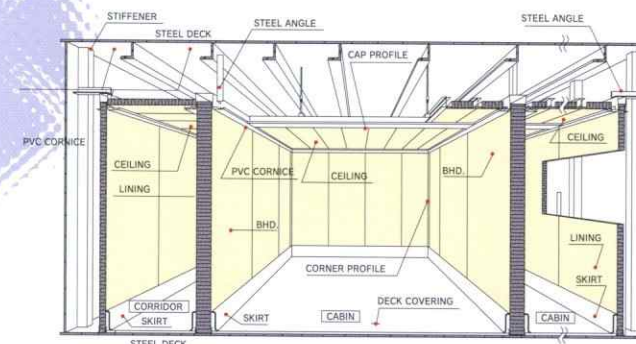 STIFFENER
STEEL DECK
STEEL ANGLE
STEEL ANGLE
CAP PROFILE
PVC CORNICE
CEILING
LINING
PVC CORNICE
CEILING
BHD.
CEILING
BHD.
LINING
SKIRT
CORNER PROFILE
DECK COVERING
CORRIDOR
SKIRT
SKIRT
CABIN
CABIN
STEEL DECK